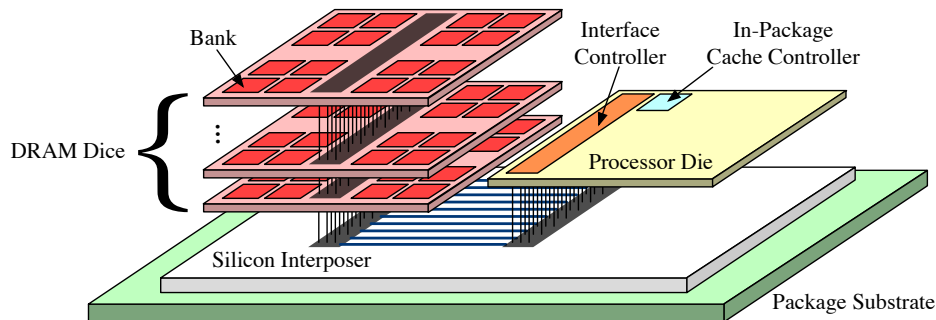 Bank
Interface
Controller
In-Package
Cache Controller
DRAM Dice
...
Processor Die
Silicon Interposer
Package Substrate